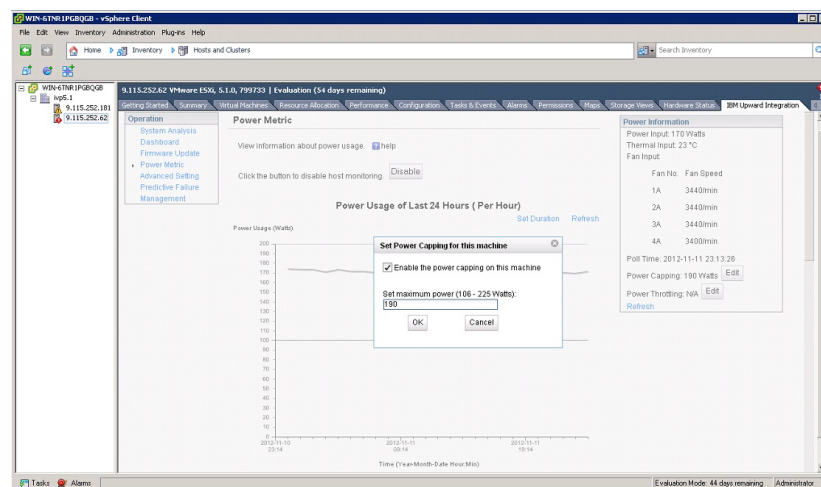 WIN-6TNR1PGBQGB - vSphere Client
File Edit View Inventory Administration Plug-ins Help
Home Inventory Hosts and Clusters
Search Inventory
WIN-6TNR1PGBQGB
ivp5.1
9.115.252.181
9.115.252.62
9.115.252.62 VMware ESXi, 5.1.0, 799733 | Evaluation (54 days remaining)
Getting Started Summary Virtual Machines Resource Allocation Performance Configuration Tasks & Events Alarms Permissions Maps Storage Views Hardware Status IBM Upward Integration
Operation
System Analysis
Dashboard
Firmware Update
Power Metric
Advanced Setting
Predictive Failure
Management
Power Metric
View information about power usage. ? help
Click the button to disable host monitoring. Disable
Power Usage of Last 24 Hours ( Per Hour)
Set Duration Refresh
Power Usage (Watts)
200
190
180
170
160
150
140
130
120
110
100
90
80
70
60
50
40
30
20
10
0
2012-11-10 2012-11-11 2012-11-11
23:14 09:14 19:14
Time (Year-Month-Date Hour:Min)
Set Power Capping for this machine
Enable the power capping on this machine
Set maximum power (106 - 225 Watts):
190
OK Cancel
Power Information
Power Input: 170 Watts
Thermal Input: 23 °C
Fan Input:
Fan No. Fan Speed
1A 3440/min
2A 3440/min
3A 3440/min
4A 3400/min
Poll Time: 2012-11-11 23:13:26
Power Capping: 190 Watts Edit
Power Throttling: N/A Edit
Refresh
Tasks Alarms
Evaluation Mode: 44 days remaining Administrator